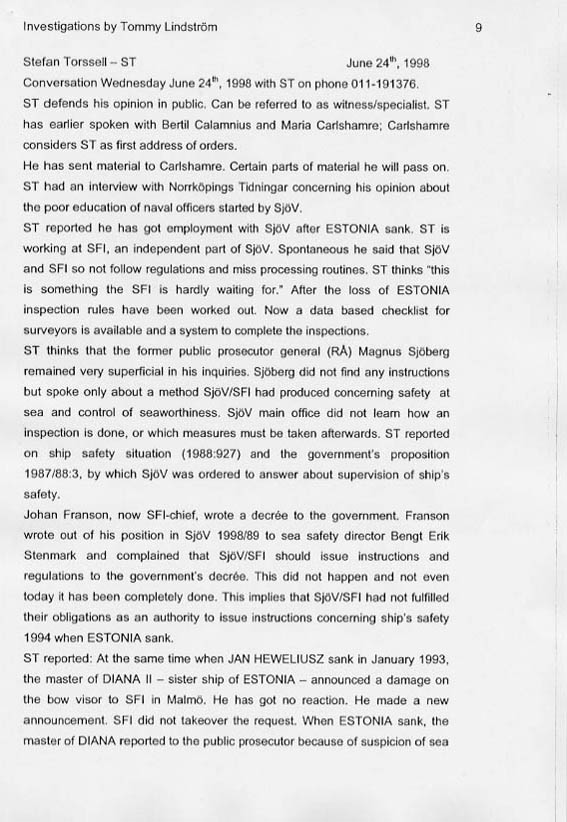 Investigations by Tommy Lindström 9
Stefan Torssell – ST June 24th, 1998
Conversation Wednesday June 24th, 1998 with ST on phone 011-191376.
ST defends his opinion in public. Can be referred to as witness/specialist. ST
has earlier spoken with Bertil Calamnius and Maria Carlshamre; Carlshamre
considers ST as first address of orders.
He has sent material to Carlshamre. Certain parts of material he will pass on.
ST had an interview with Norrköpings Tidningar concerning his opinion about
the poor education of naval officers started by SjöV.
ST reported he has got employment with SjöV after ESTONIA sank. ST is
working at SFI, an independent part of SjöV. Spontaneous he said that SjöV
and SFI so not follow regulations and miss processing routines. ST thinks "this
is something the SFI is hardly waiting for." After the loss of ESTONIA
inspection rules have been worked out. Now a data based checklist for
surveyors is available and a system to complete the inspections.
ST thinks that the former public prosecutor general (RÅ) Magnus Sjöberg
remained very superficial in his inquiries. Sjöberg did not find any instructions
but spoke only about a method SjöV/SFI had produced concerning safety at
sea and control of seaworthiness. SjöV main office did not learn how an
inspection is done, or which measures must be taken afterwards. ST reported
on ship safety situation (1988:927) and the government's proposition
1987/88:3, by which SjöV was ordered to answer about supervision of ship's
safety.
Johan Franson, now SFI-chief, wrote a decrée to the government. Franson
wrote out of his position in SjöV 1998/89 to sea safety director Bengt Erik
Stenmark and complained that SjöV/SFI should issue instructions and
regulations to the government's decrée. This did not happen and not even
today it has been completely done. This implies that SjöV/SFI had not fulfilled
their obligations as an authority to issue instructions concerning ship's safety
1994 when ESTONIA sank.
ST reported: At the same time when JAN HEWELIUSZ sank in January 1993,
the master of DIANA II – sister ship of ESTONIA – announced a damage on
the bow visor to SFI in Malmö. He has got no reaction. He made a new
announcement. SFI did not takeover the request. When ESTONIA sank, the
master of DIANA reported to the public prosecutor because of suspicion of sea